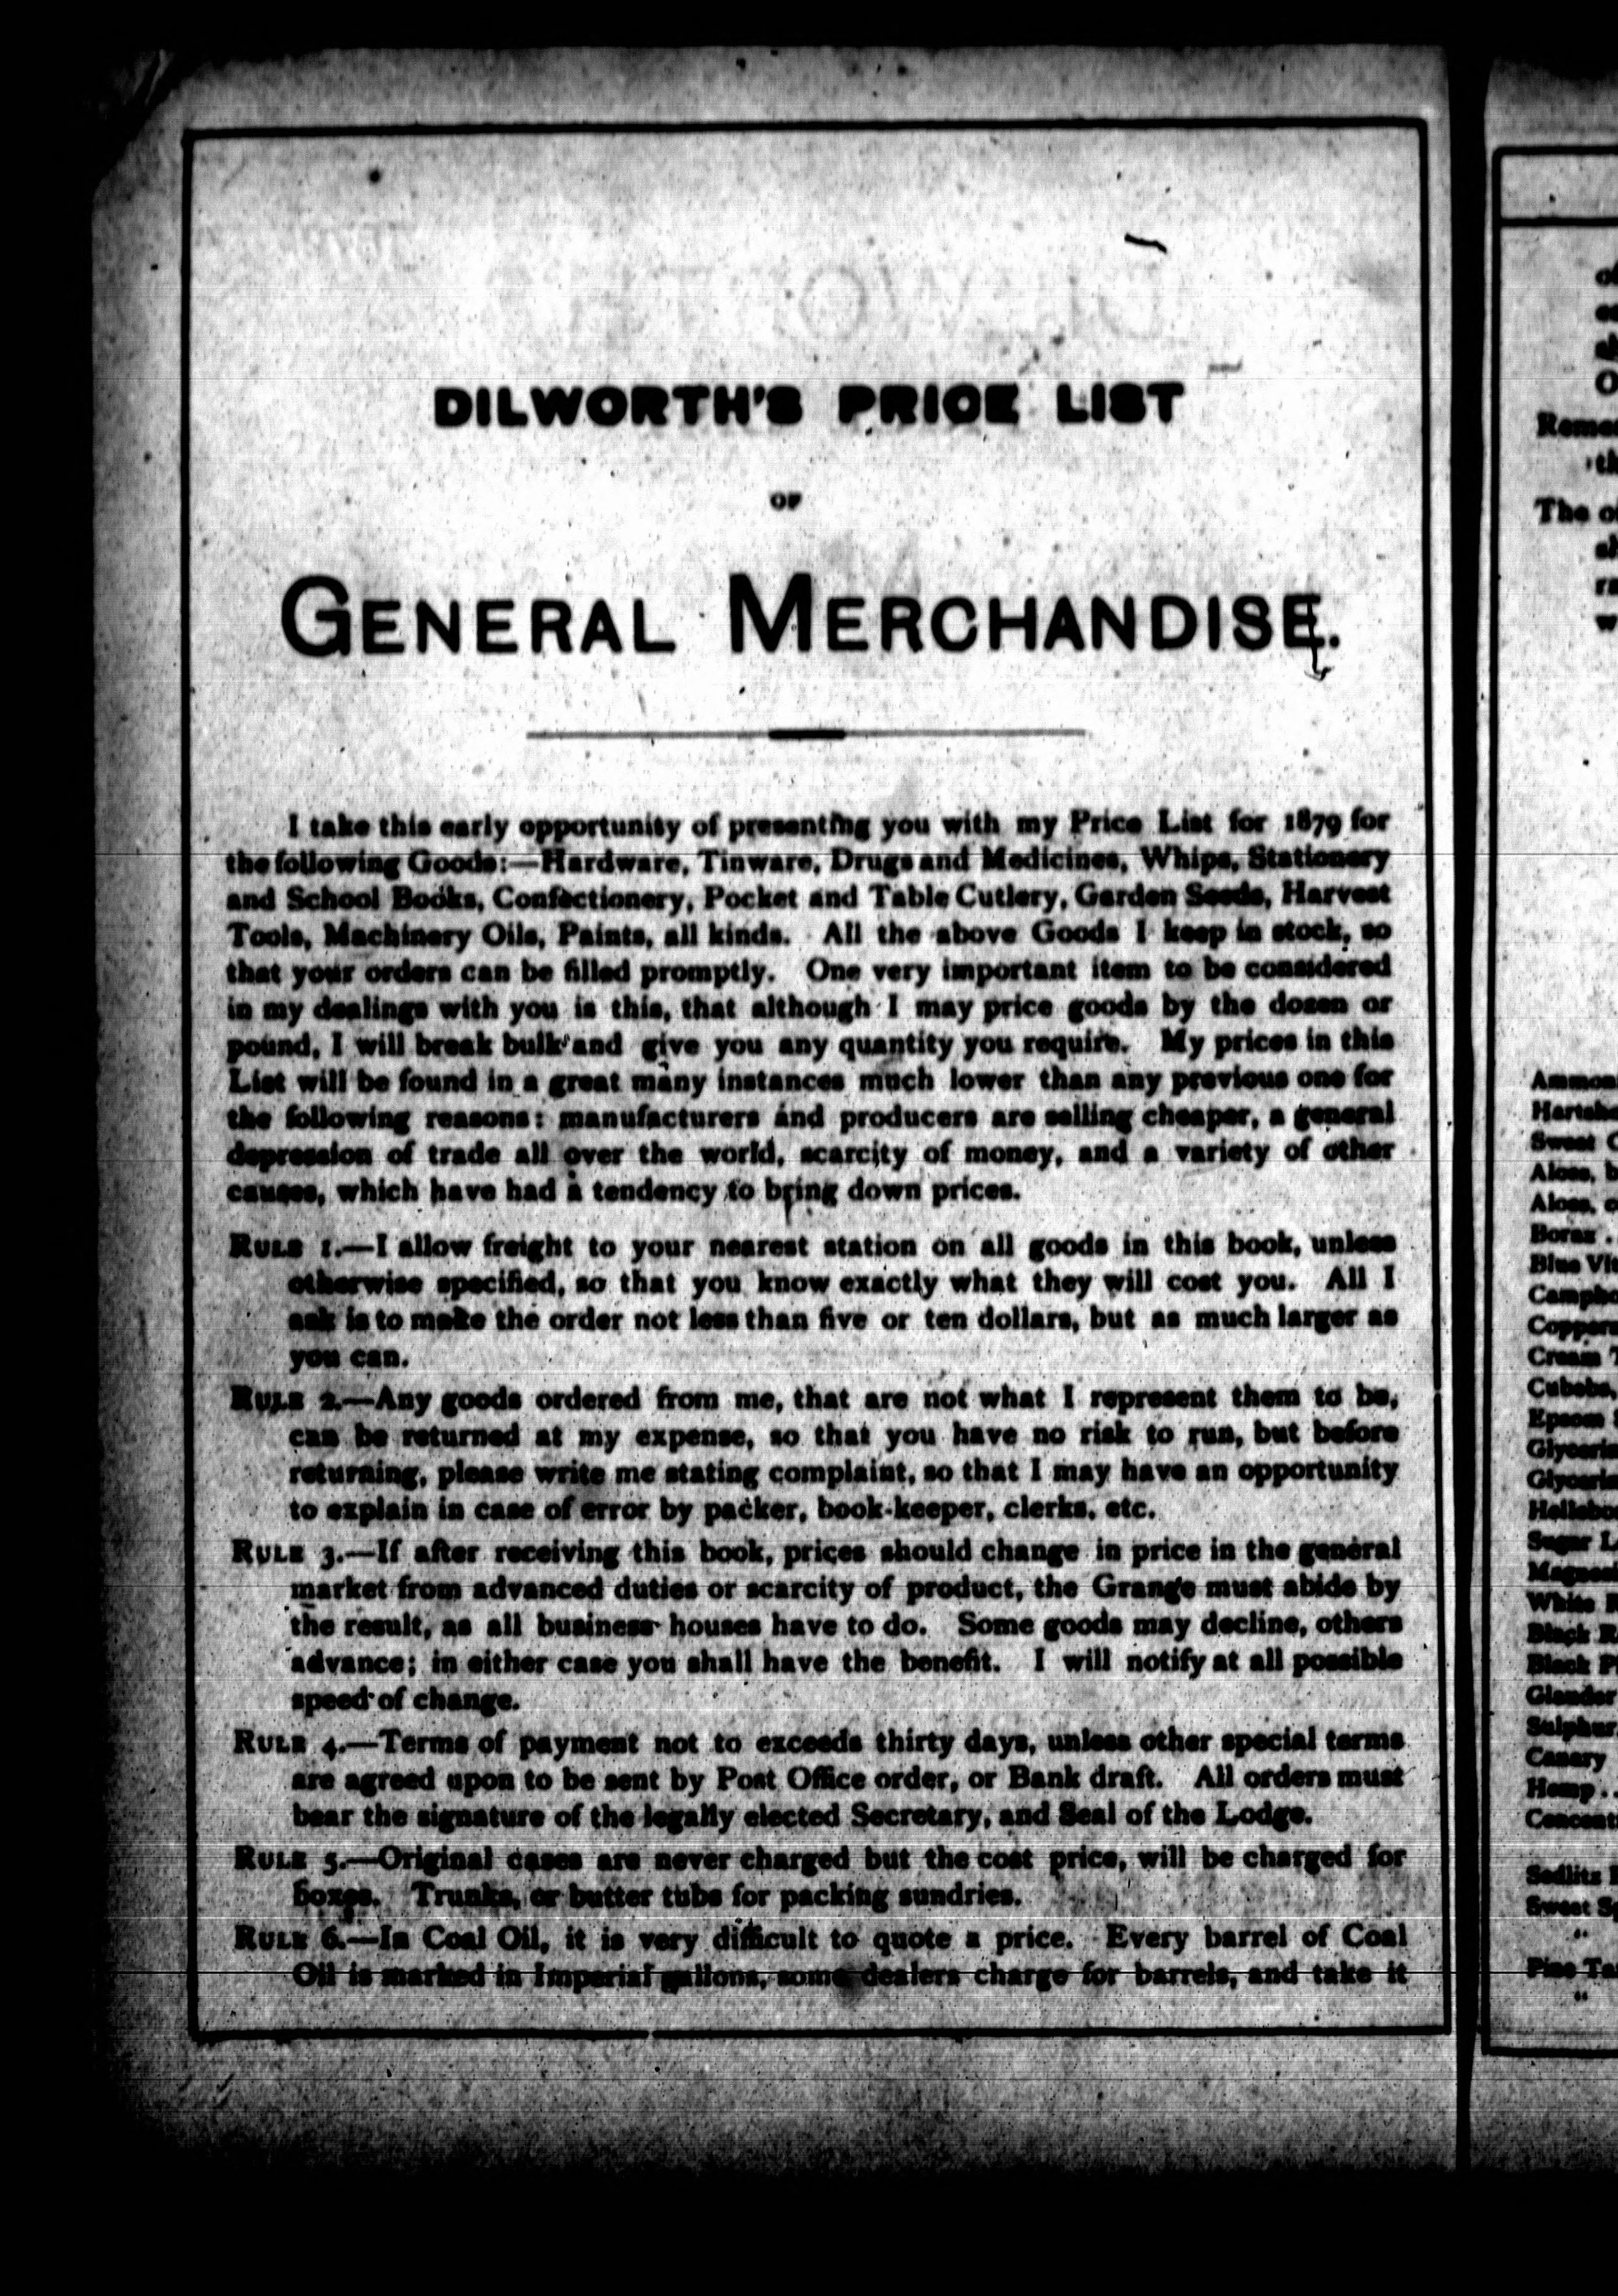 DILWORTH'S PRICE LIST
OF
GENERAL MERCHANDISE.
I take this early opportunity of presenting you with my Price List for 1879 for
the following Goods:—Hardware, Tinware, Drugs and Medicines, Whips, Stationery
and School Books, Confectionery, Pocket and Table Cutlery, Garden Seeds, Harvest
Tools, Machinery Oils, Paints, all kinds. All the above Goods I keep in stock, so
that your orders can be filled promptly. One very important item to be considered
in my dealings with you is this, that although I may price goods by the dozen or
pound, I will break bulk and give you any quantity you require. My prices in this
List will be found in a great many instances much lower than any previous one for
the following reasons: manufacturers and producers are selling cheaper, a general
depression of trade all over the world, scarcity of money, and a variety of other
causes, which have had a tendency to bring down prices.
RULE 1.—I allow freight to your nearest station on all goods in this book, unless
otherwise specified, so that you know exactly what they will cost you. All I
ask is to make the order not less than five or ten dollars, but as much larger as
you can.
RULE 2.—Any goods ordered from me, that are not what I represent them to be,
can be returned at my expense, so that you have no risk to run, but before
returning, please write me stating complaint, so that I may have an opportunity
to explain in case of error by packer, book-keeper, clerks, etc.
RULE 3.—If after receiving this book, prices should change in price in the general
market from advanced duties or scarcity of product, the Grange must abide by
the result, as all business houses have to do. Some goods may decline, others
advance; in either case you shall have the benefit. I will notify at all possible
speed of change.
RULE 4.—Terms of payment not to exceeds thirty days, unless other special terms
are agreed upon to be sent by Post Office order, or Bank draft. All orders must
bear the signature of the legally elected Secretary, and Seal of the Lodge.
RULE 5.—Original cases are never charged but the cost price, will be charged for
boxes. Trunks, or butter tubs for packing sundries.
RULE 6.—In Coal Oil, it is very difficult to quote a price. Every barrel of Coal
Oil is marked in Imperial gallons, some dealers charge for barrels, and take it
The
Aloes,
Aloes,
Borax
Cream
Cubebs,
Epsom
White
Black
Black
Canary
Hemp